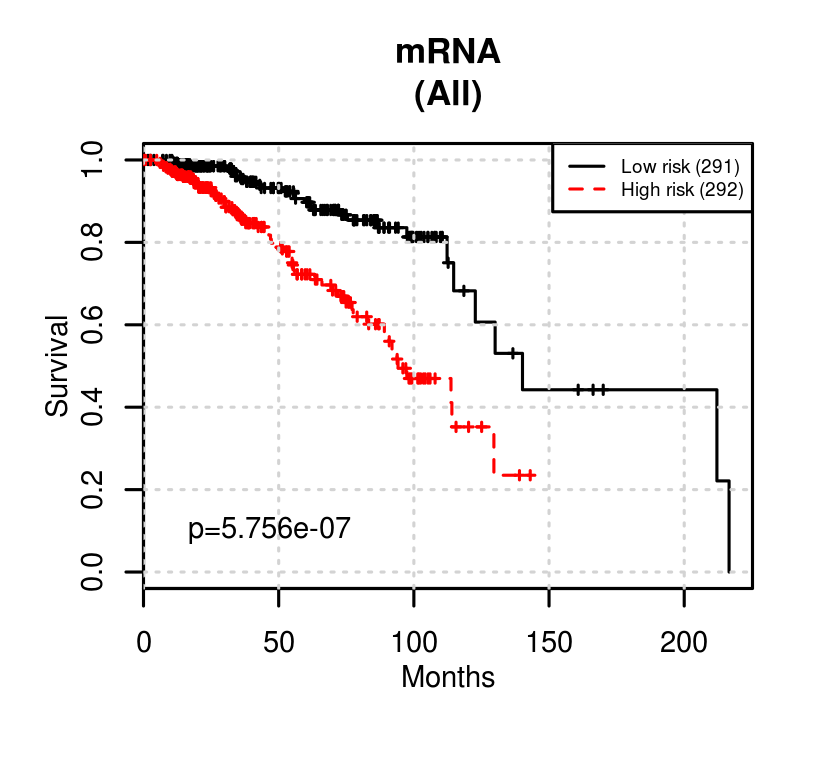 mRNA
(All)
Low risk (291)
High risk (292)
Survival
1.0
0.8
0.6
0.4
0.2
0.0
p=5.756e-07
0 50 100 150 200
Months